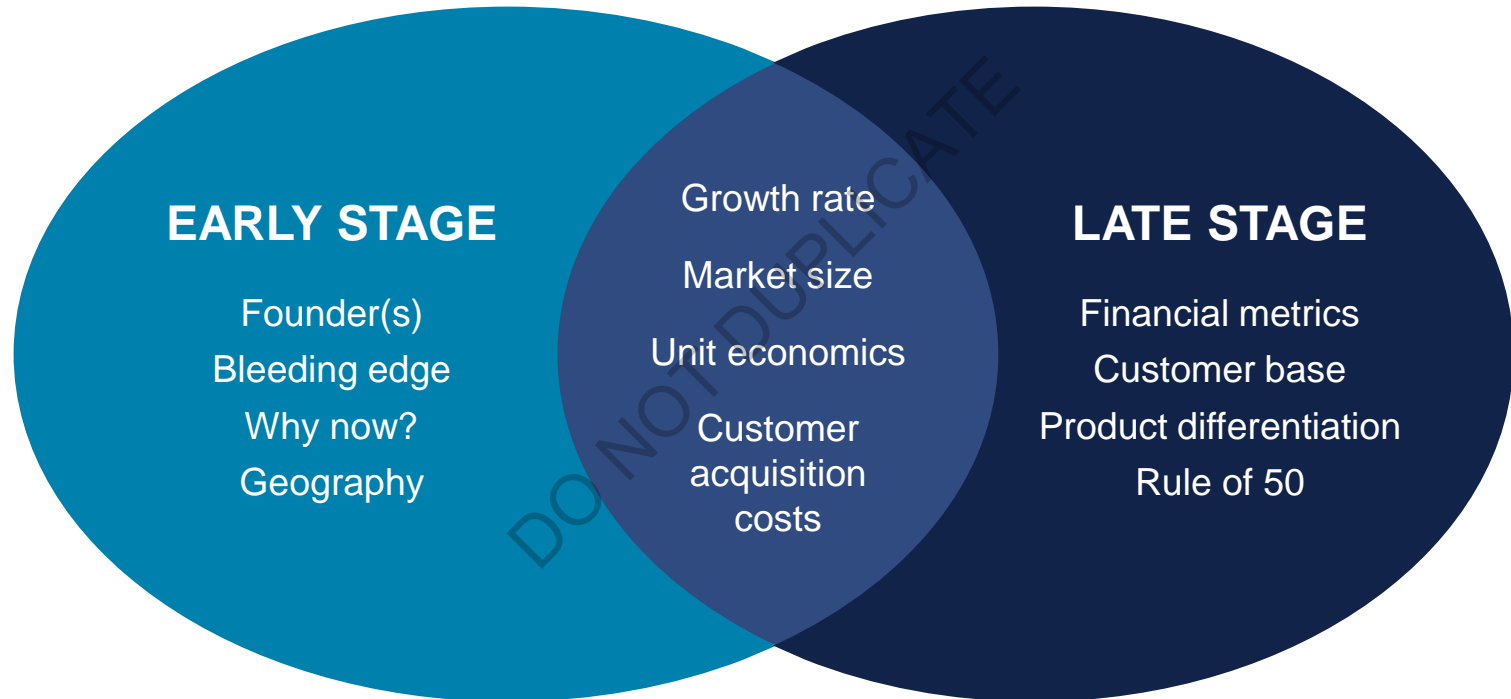 EARLY STAGE
Founder(s)
Bleeding edge
Why now?
Geography
Growth rate
Market size
Unit economics
Customer
acquisition
costs
LATE STAGE
Financial metrics
Customer base
Product differentiation
Rule of 50
DO NOT DUPLICATE